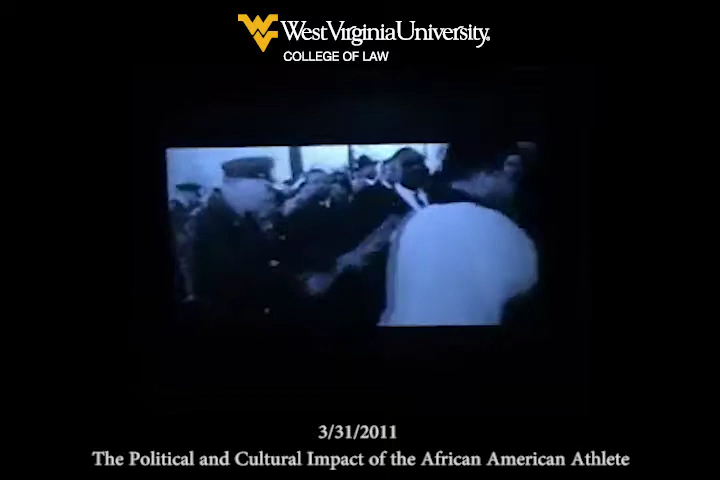 WestVirginiaUniversity.
COLLEGE OF LAW
3/31/2011
The Political and Cultural Impact of the African American Athlete